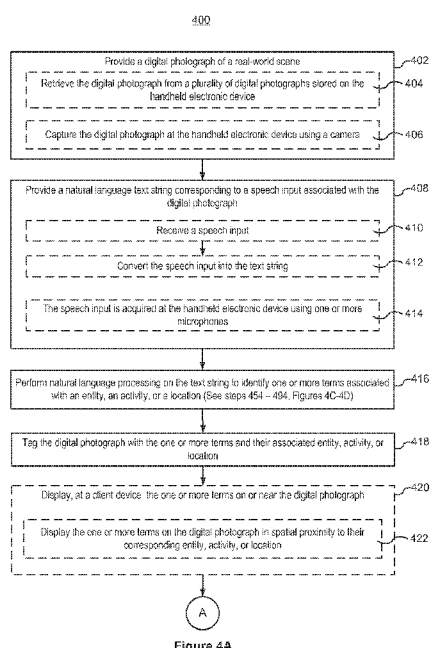 400
Provide a digital photograph of a real-world scene
402
Retrieve the digital photograph from a plurality of digital photographs stored on the
handheld electronic device
404
Capture the digital photograph at the handheld electronic device using a camera
406
Provide a natural language text string corresponding to a speech input associated with the
digital photograph
408
Receive a speech input
410
Convert the speech input into the text string
412
The speech input is acquired at the handheld electronic device using one or more
microphones
414
Perform natural language processing on the text string to identify one or more terms associated
with an entity, an activity, or a location (See steps 454 – 494, Figures 4C-4D)
416
Tag the digital photograph with the one or more terms and their associated entity, activity, or
location
418
Display, at a client device the one or more terms on or near the digital photograph
420
Display the one or more terms on the digital photograph in spatial proximity to their
corresponding entity, activity, or location
422
A
Figure 4A